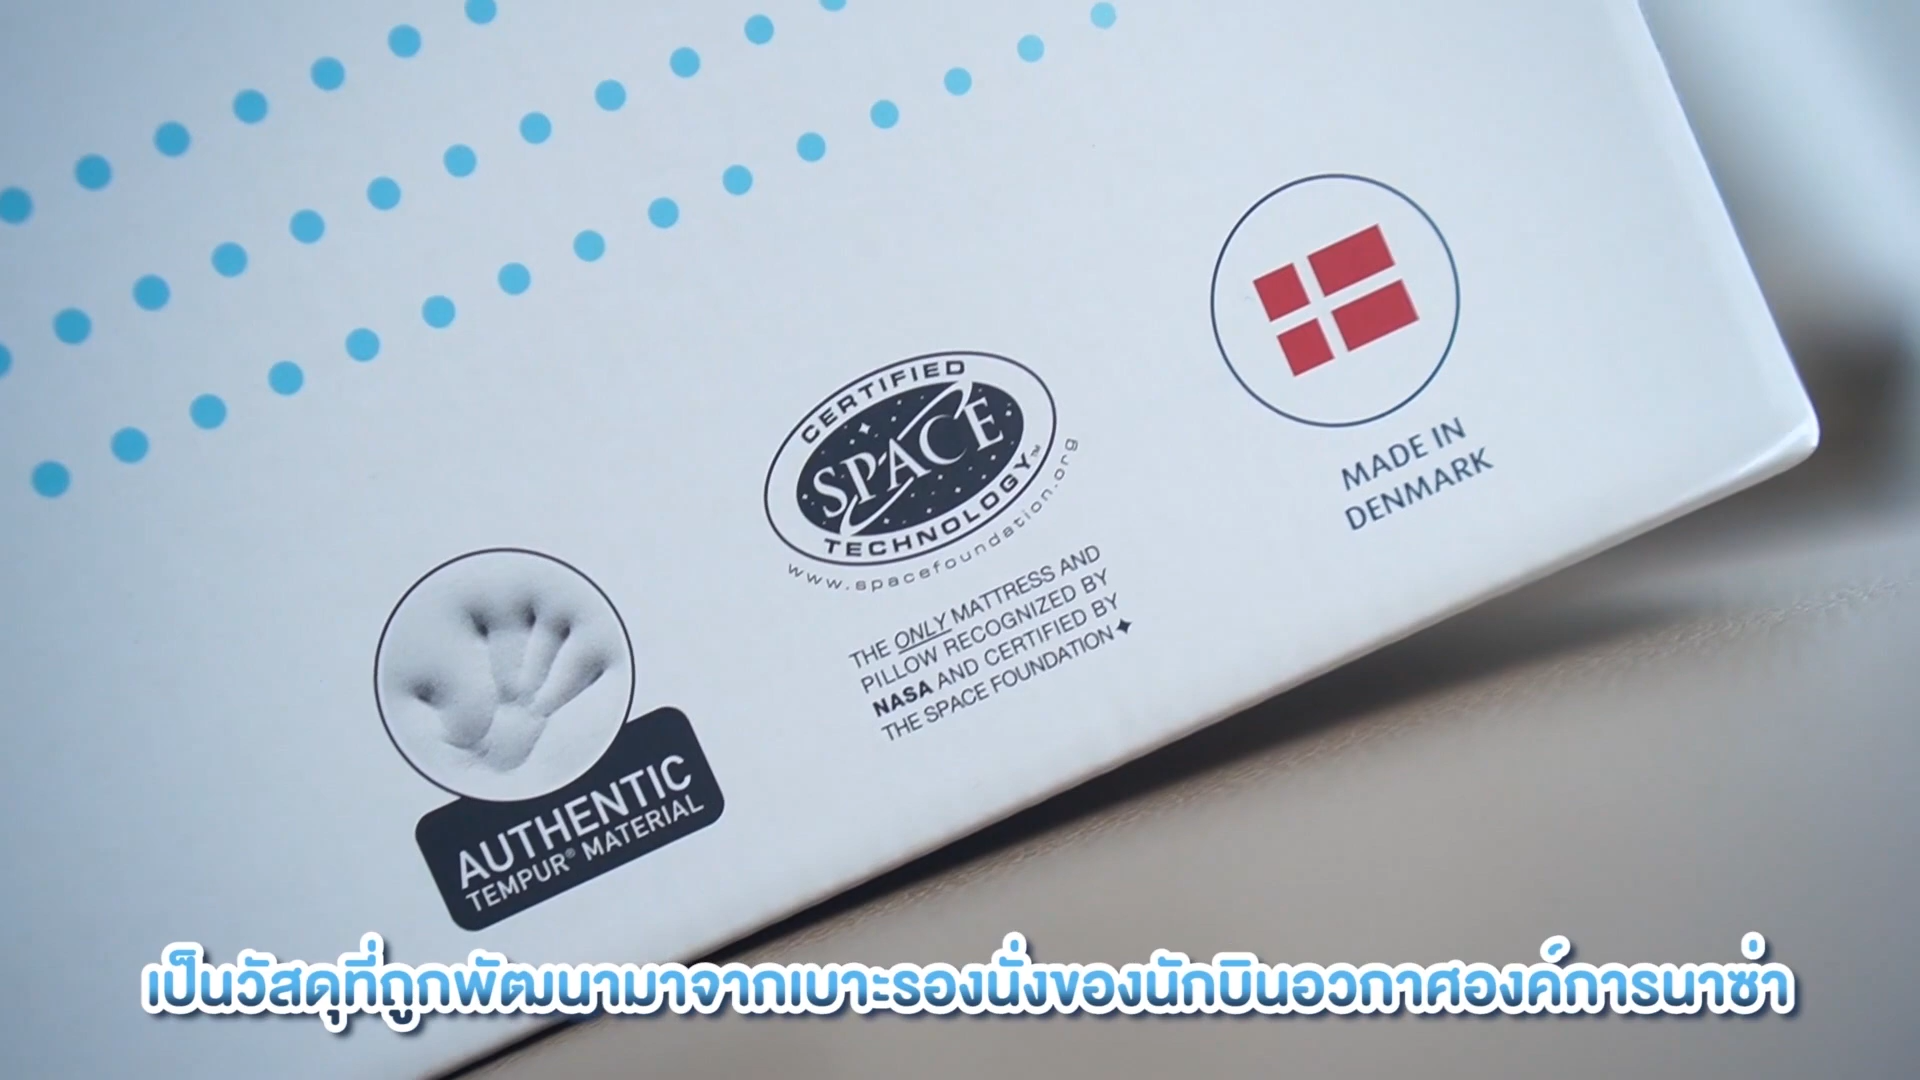 CERTIFIED
SPACE
TECHNOLOGY™
www.spacefoundation.org
THE ONLY MATTRESS AND
PILLOW RECOGNIZED BY
NASA AND CERTIFIED BY
THE SPACE FOUNDATION
MADE IN
DENMARK
AUTHENTIC
TEMPUR® MATERIAL
เป็นวัสดุที่ถูกพัฒนามาจากเบาะรองนั่งของนักบินอวกาศองค์การนาซ่า